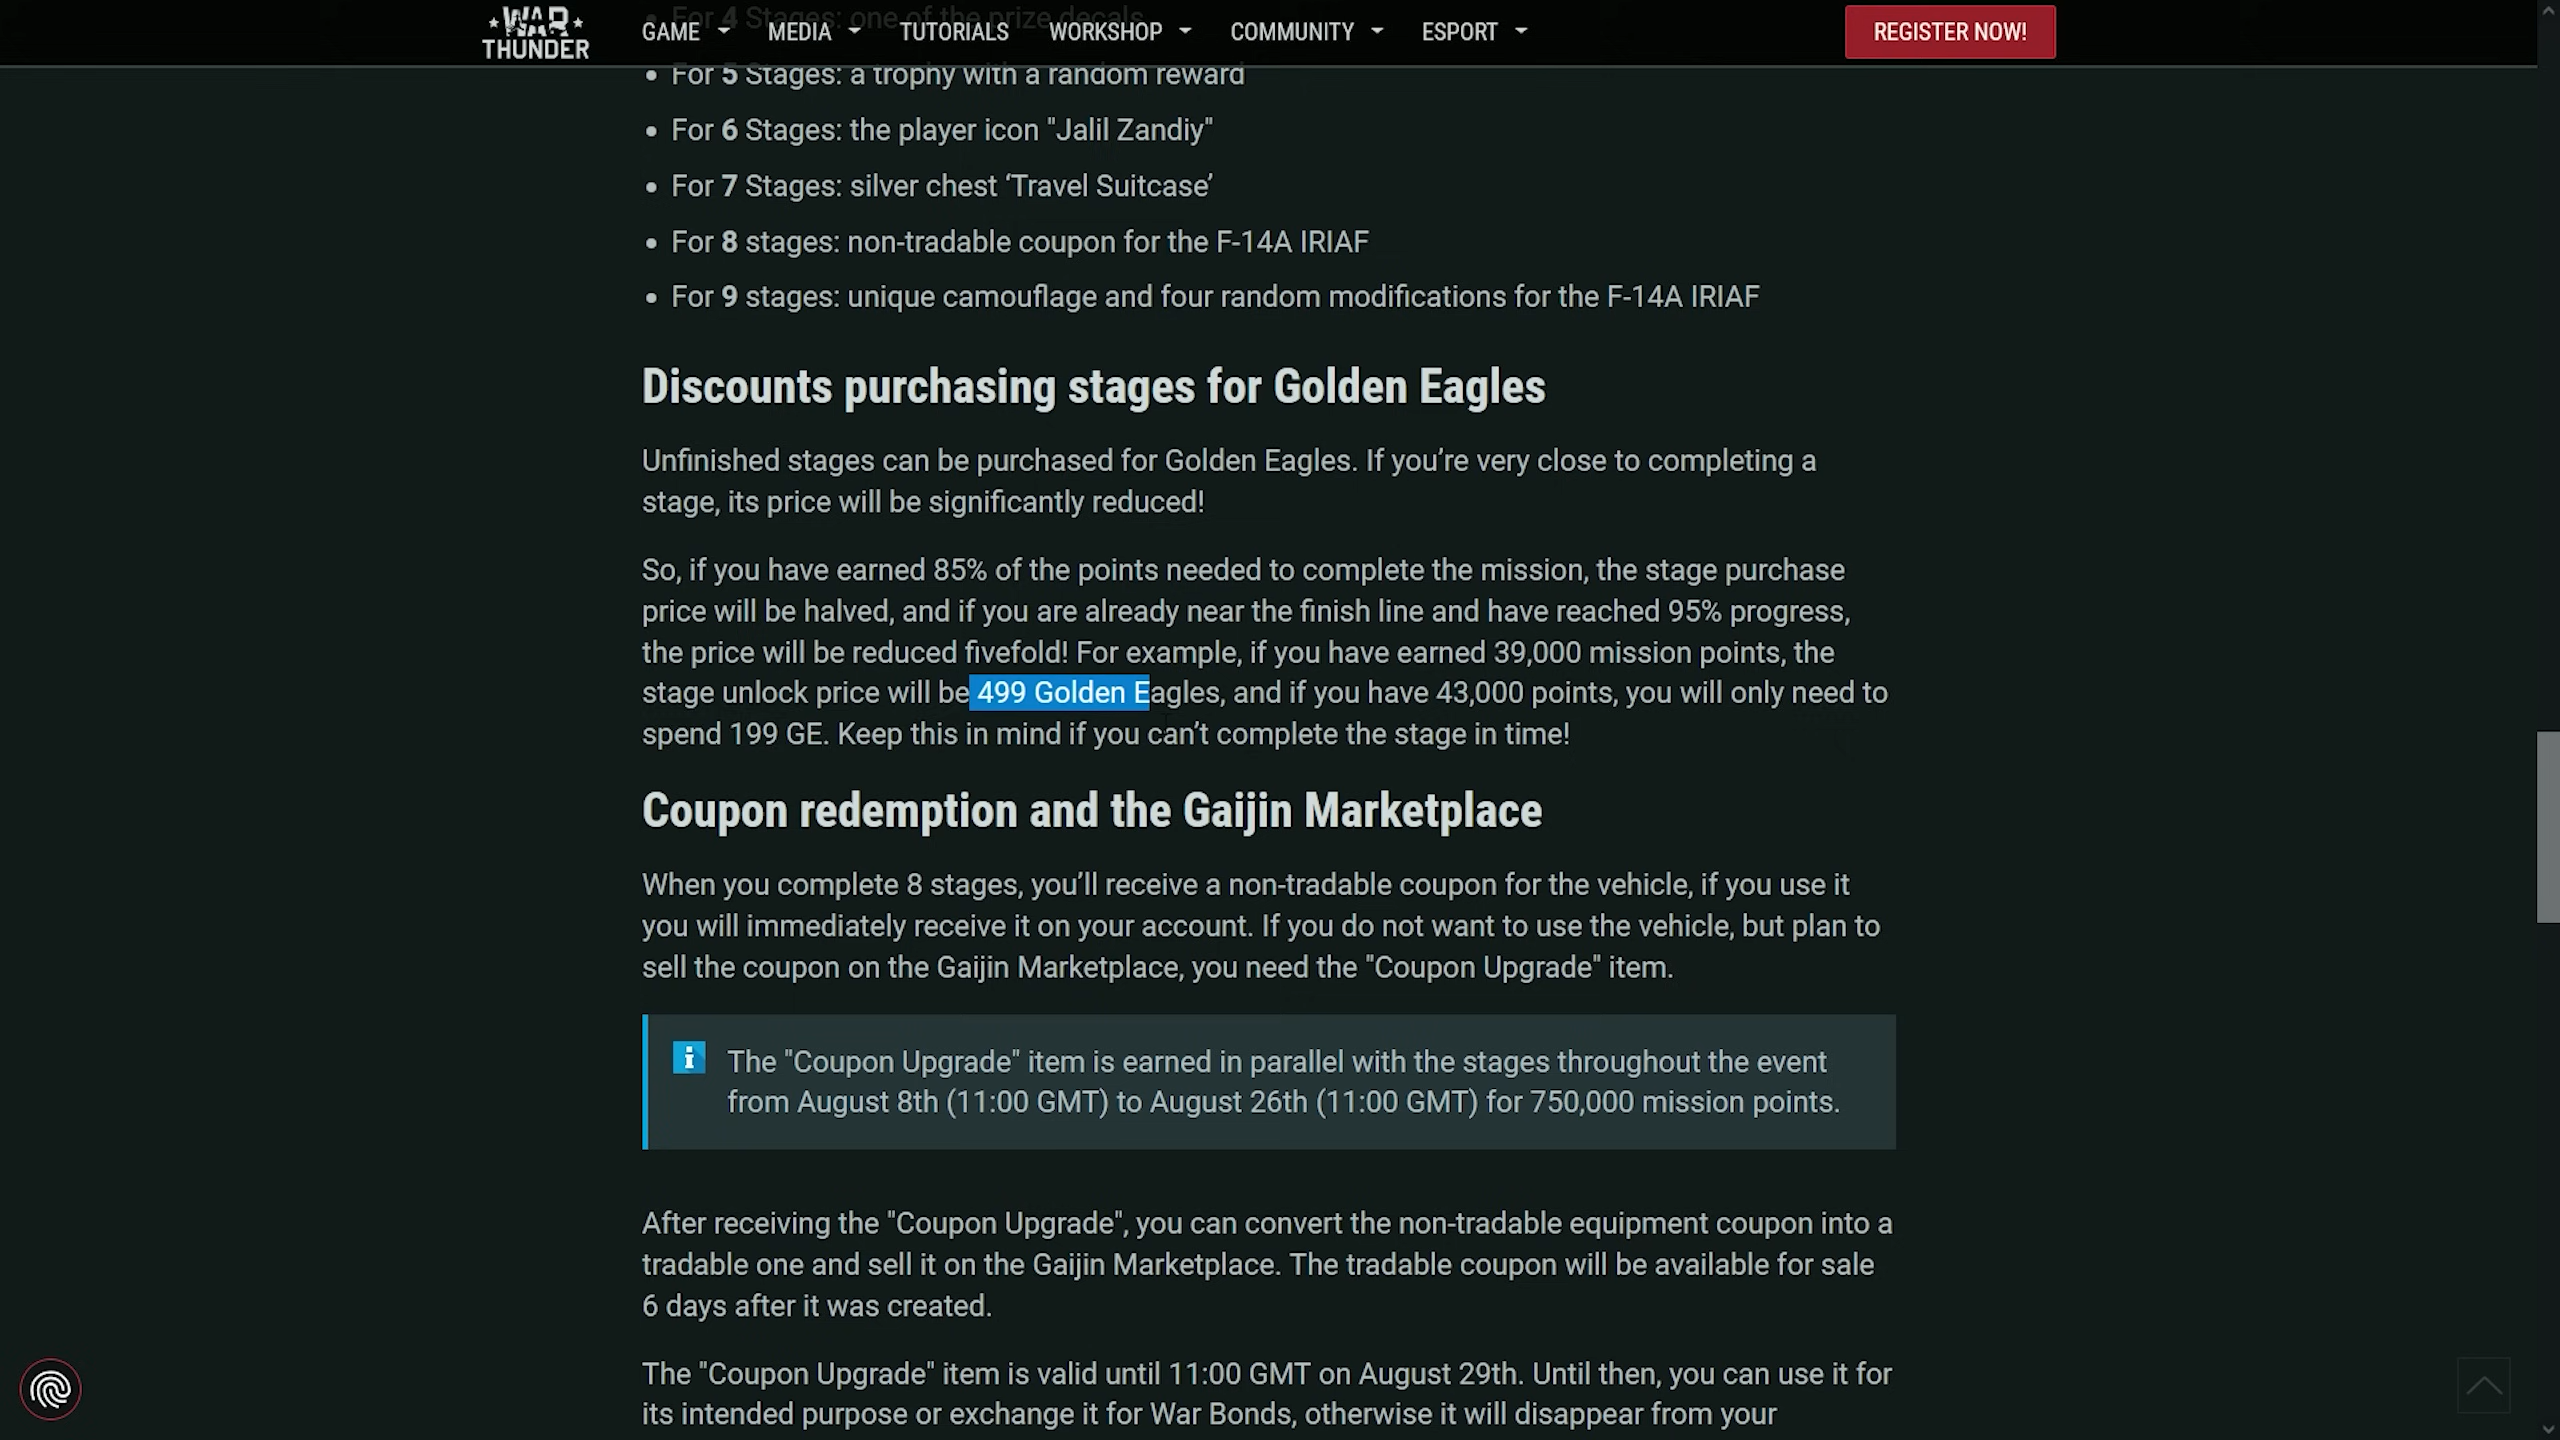 For 4 Stages: one of the prize decals
WAR THUNDER
GAME MEDIA TUTORIALS WORKSHOP COMMUNITY ESPORT REGISTER NOW!
• For 5 Stages: a trophy with a random reward
• For 6 Stages: the player icon "Jalil Zandiy"
• For 7 Stages: silver chest ‘Travel Suitcase’
• For 8 stages: non-tradable coupon for the F-14A IRIAF
• For 9 stages: unique camouflage and four random modifications for the F-14A IRIAF
Discounts purchasing stages for Golden Eagles
Unfinished stages can be purchased for Golden Eagles. If you’re very close to completing a
stage, its price will be significantly reduced!
So, if you have earned 85% of the points needed to complete the mission, the stage purchase
price will be halved, and if you are already near the finish line and have reached 95% progress,
the price will be reduced fivefold! For example, if you have earned 39,000 mission points, the
stage unlock price will be 499 Golden Eagles, and if you have 43,000 points, you will only need to
spend 199 GE. Keep this in mind if you can’t complete the stage in time!
Coupon redemption and the Gaijin Marketplace
When you complete 8 stages, you’ll receive a non-tradable coupon for the vehicle, if you use it
you will immediately receive it on your account. If you do not want to use the vehicle, but plan to
sell the coupon on the Gaijin Marketplace, you need the "Coupon Upgrade" item.
The "Coupon Upgrade" item is earned in parallel with the stages throughout the event
from August 8th (11:00 GMT) to August 26th (11:00 GMT) for 750,000 mission points.
After receiving the "Coupon Upgrade", you can convert the non-tradable equipment coupon into a
tradable one and sell it on the Gaijin Marketplace. The tradable coupon will be available for sale
6 days after it was created.
The "Coupon Upgrade" item is valid until 11:00 GMT on August 29th. Until then, you can use it for
its intended purpose or exchange it for War Bonds, otherwise it will disappear from your